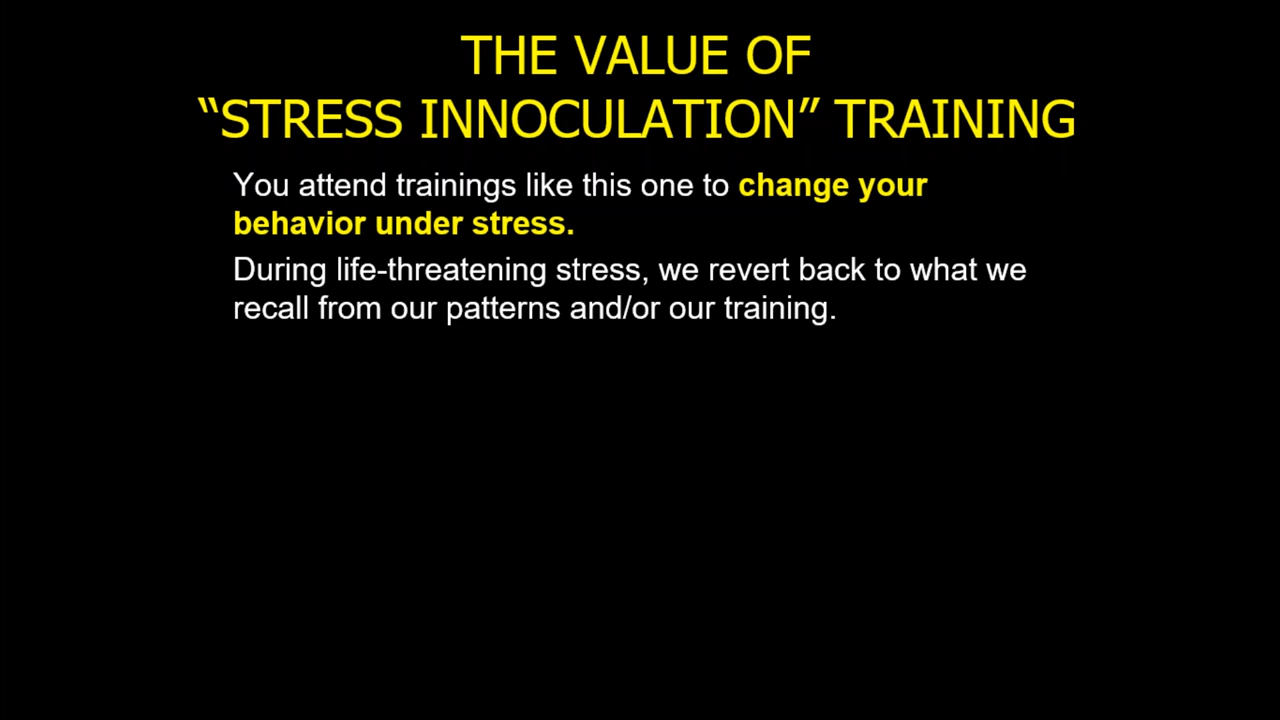 THE VALUE OF
“STRESS INNOCULATION” TRAINING
You attend trainings like this one to change your
behavior under stress.
During life-threatening stress, we revert back to what we
recall from our patterns and/or our training.